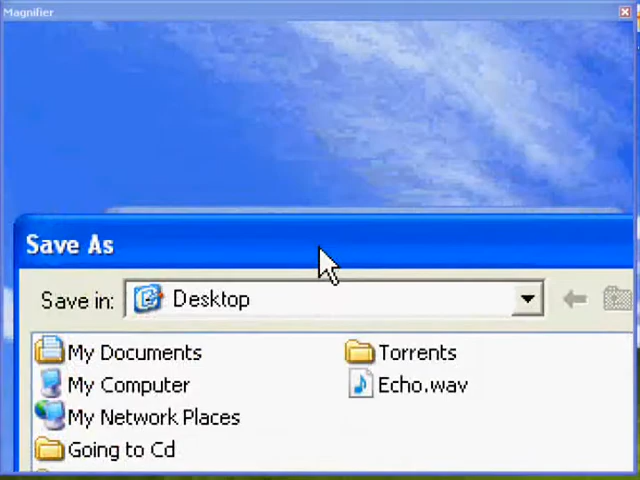 Magnifier
Save As
Save in: Desktop
My Documents
My Computer
My Network Places
Going to Cd
Torrents
Echo.wav